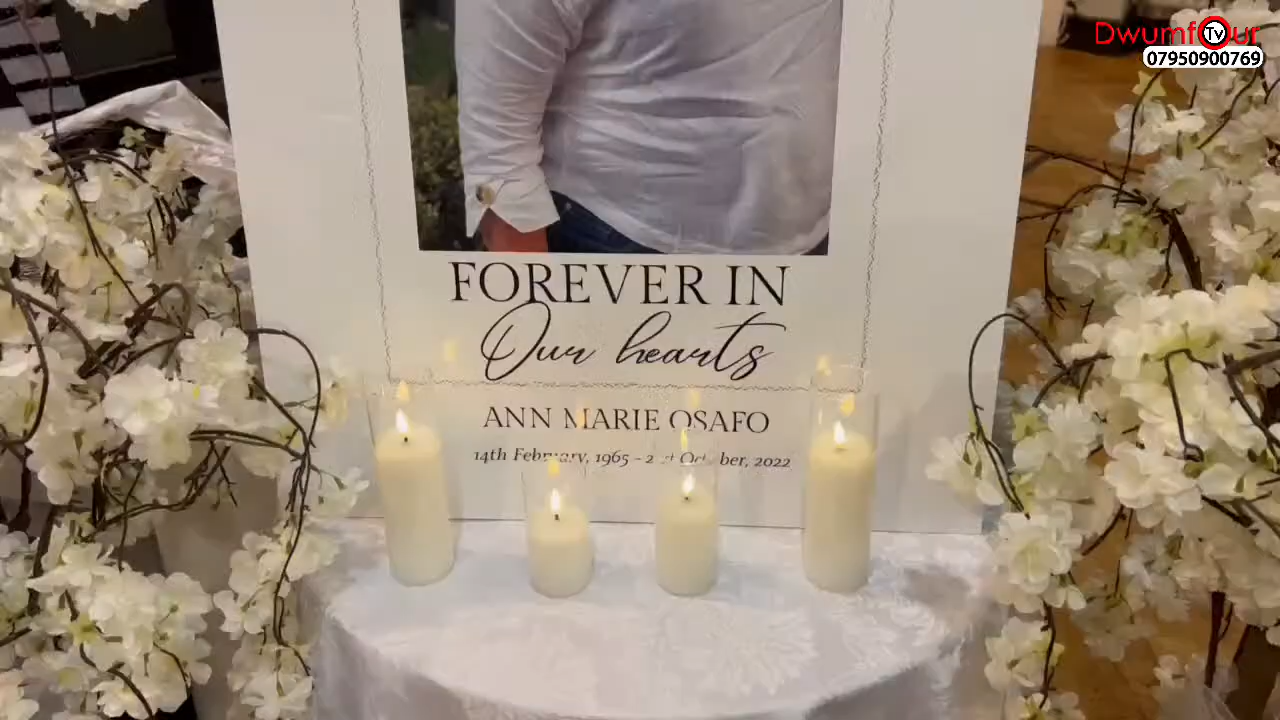 DwumfOur
Tv
07950900769
FOREVER IN
Our hearts
ANN MARIE OSAFO
14th February, 1965 - October, 2022